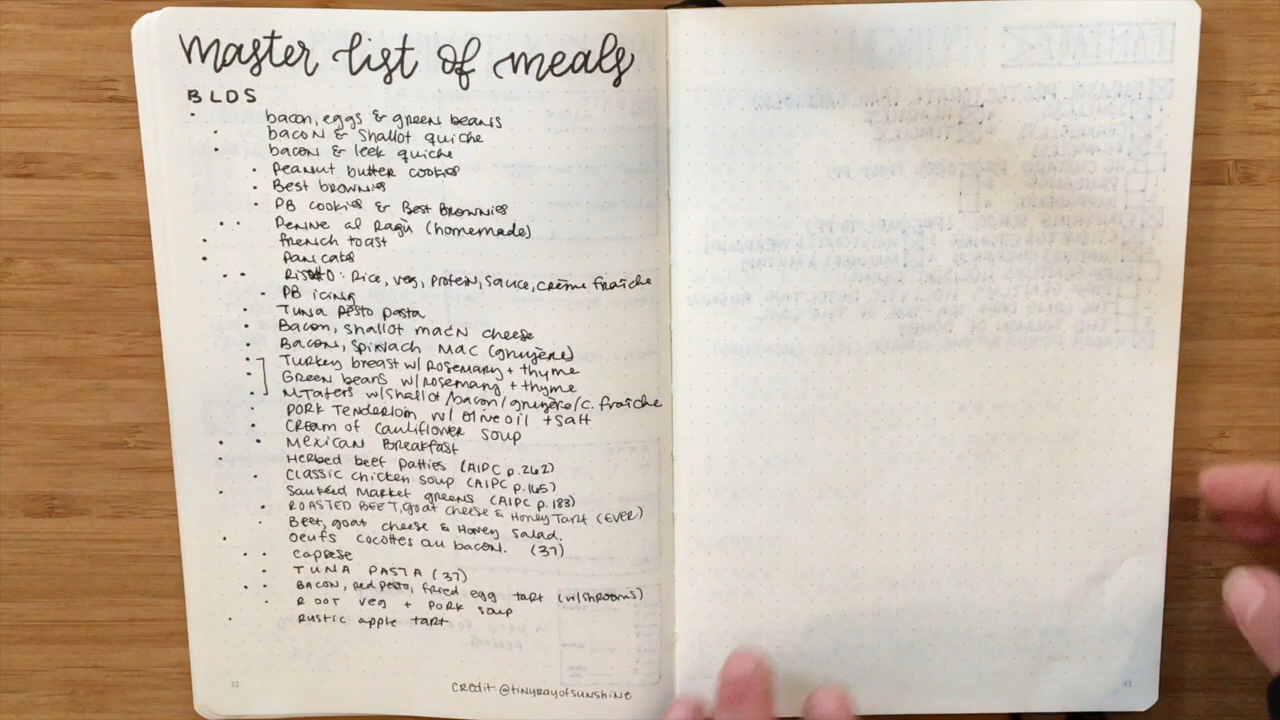 master list of meals
BLDS
bacon, eggs & green beans
bacon & shallot quiche
bacon & leek quiche
Peanut butter cookies
Best brownies
PB cookies & Best Brownies
Penne al Ragù (homemade)
french toast
Pancakes
Risotto: Rice, veg, protein, sauce, crème fraîche
PB icing
Tuna pesto pasta
Bacon, shallot mac N cheese
Bacon, Spinach Mac (gruyère)
Turkey breast w/ Rosemary + thyme
Green beans w/ rosemary + thyme
M. Taters w/ shallot/bacon/gruyère/c. fraîche
Pork Tenderloin w/ olive oil + salt
Cream of Cauliflower soup
Mexican Breakfast
Herbed beef patties (AIPC p.262)
Classic chicken soup (AIPC p.165)
Sautéed Market greens (AIPC p. 183)
ROASTED BEET, goat cheese & Honey Tart (EVER)
Beet, goat cheese & Honey salad.
Oeufs cocottes au bacon. (37)
caprese
TUNA PASTA (37)
BACON, red pesto, fried egg tart (w/shrooms)
Root veg + Pork soup
Rustic apple tart
32
Credit: @tinyrayofsunshine
33